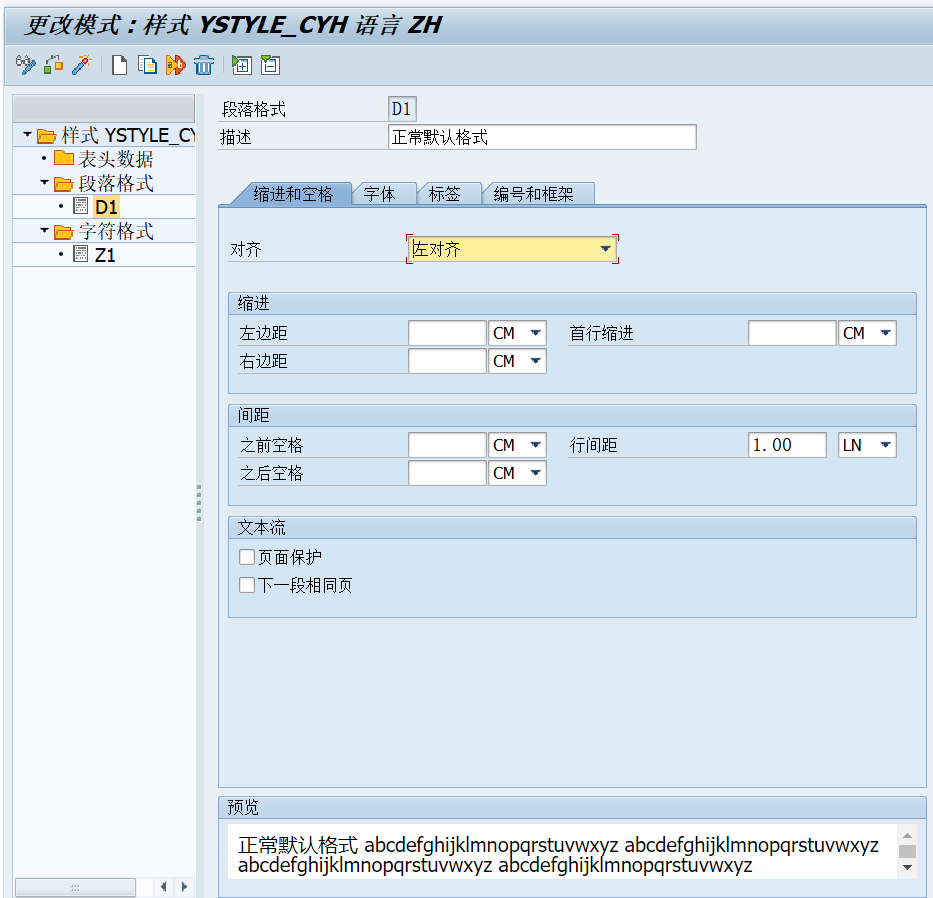 更改模式：样式 YSTYLE_CYH 语言 ZH
样式 YSTYLE_CY
表头数据
段落格式
D1
字符格式
Z1
段落格式 D1
描述 正常默认格式
缩进和空格 字体 标签 编号和框架
对齐 左对齐
缩进
左边距 CM 首行缩进 CM
右边距 CM
间距
之前空格 CM 行间距 1.00 LN
之后空格 CM
文本流
页面保护
下一段相同页
预览
正常默认格式 abcdefghijklmnopqrstuvwxyz abcdefghijklmnopqrstuvwxyz
abcdefghijklmnopqrstuvwxyz abcdefghijklmnopqrstuvwxyz